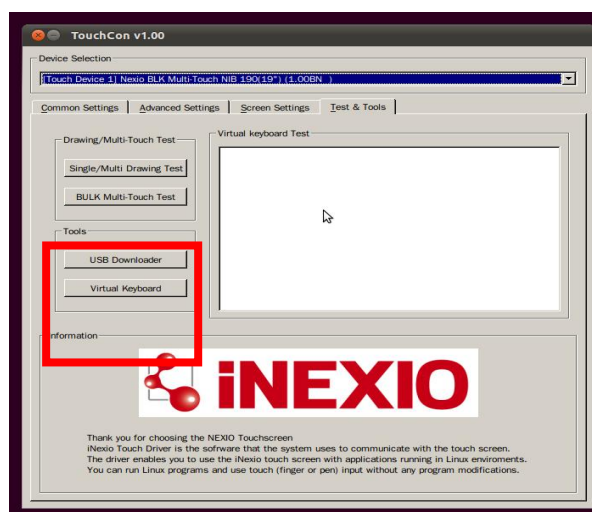 TouchCon v1.00
Device Selection
[Touch Device 1] Nexio BLK Multi-Touch NIB 190(19") (1.00BN )
Common Settings Advanced Settings Screen Settings Test & Tools
Drawing/Multi-Touch Test
Single/Multi Drawing Test
BULK Multi-Touch Test
Tools
USB Downloader
Virtual Keyboard
Virtual keyboard Test
nformation
iNEXIO
Thank you for choosing the NEXIO Touchscreen
iNexio Touch Driver is the sofrware that the system uses to communicate with the touch screen.
The driver enables you to use the iNexio touch screen with applications running in Linux enviroments.
You can run Linux programs and use touch (finger or pen) input without any program modifications.